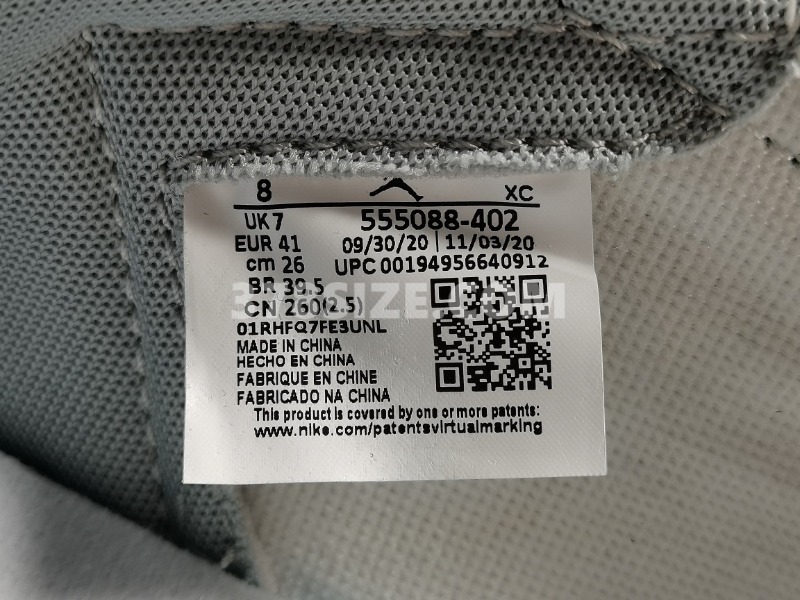 8 XC
UK 7 555088-402
EUR 41 09/30/20 | 11/03/20
cm 26 UPC 00194956640912
BR 39.5
CN 260(2.5)
01RHFQ7FE3UNL
MADE IN CHINA
HECHO EN CHINA
FABRIQUE EN CHINE
FABRICADO NA CHINA
This product is covered by one or more patents:
www.nike.com/patentsvirtualmarking